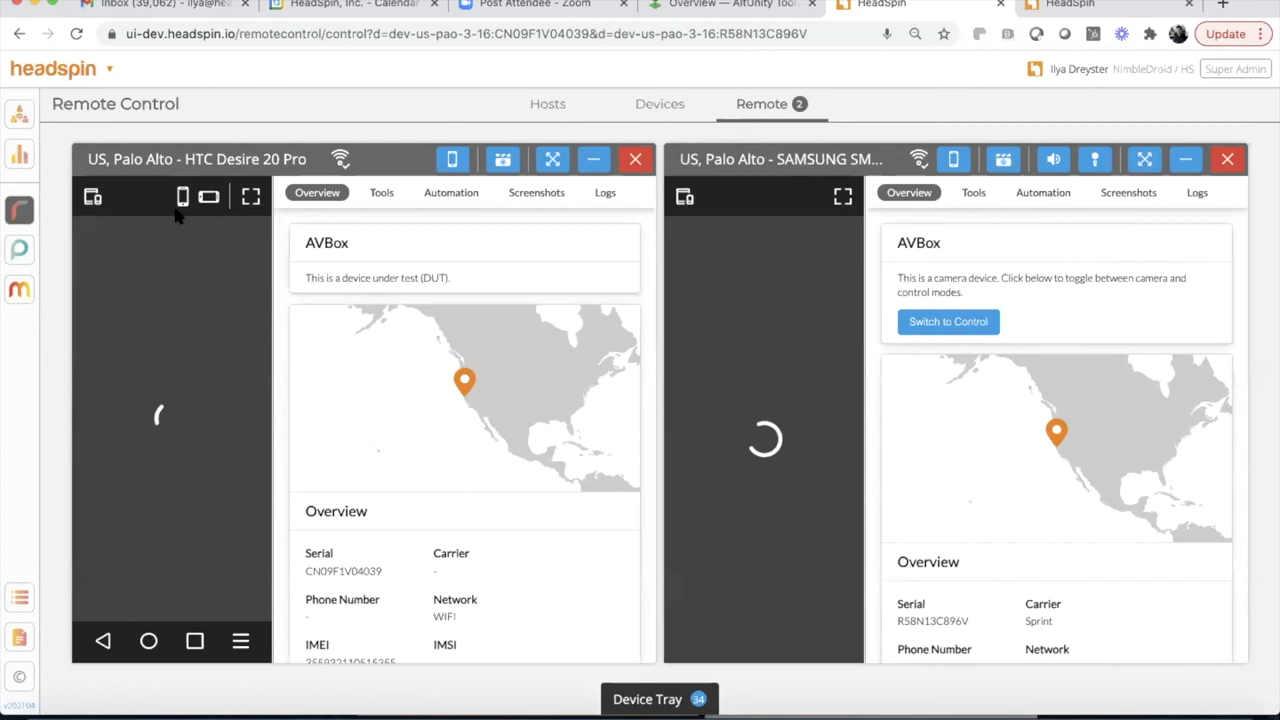 Inbox (39,062) - ilya@hea
HeadSpin, Inc. - Calendar
Post Attendee - Zoom
Overview — AltUnity Tool
HeadSpin
HeadSpin
ui-dev.headspin.io/remotecontrol/control?d=dev-us-pao-3-16:CN09F1V04039&d=dev-us-pao-3-16:R58N13C896V
Update
headspin
Ilya Dreyster NimbleDroid / HS Super Admin
Remote Control
Hosts
Devices
Remote 2
US, Palo Alto - HTC Desire 20 Pro
US, Palo Alto - SAMSUNG SM...
Overview
Tools
Automation
Screenshots
Logs
Overview
Tools
Automation
Screenshots
Logs
AVBox
This is a device under test (DUT).
AVBox
This is a camera device. Click below to toggle between camera and
control modes.
Switch to Control
Overview
Serial
Carrier
CN09F1V04039
-
Phone Number
Network
-
WIFI
IMEI
IMSI
Overview
Serial
Carrier
R58N13C896V
Sprint
Phone Number
Network
Device Tray 34
v202104